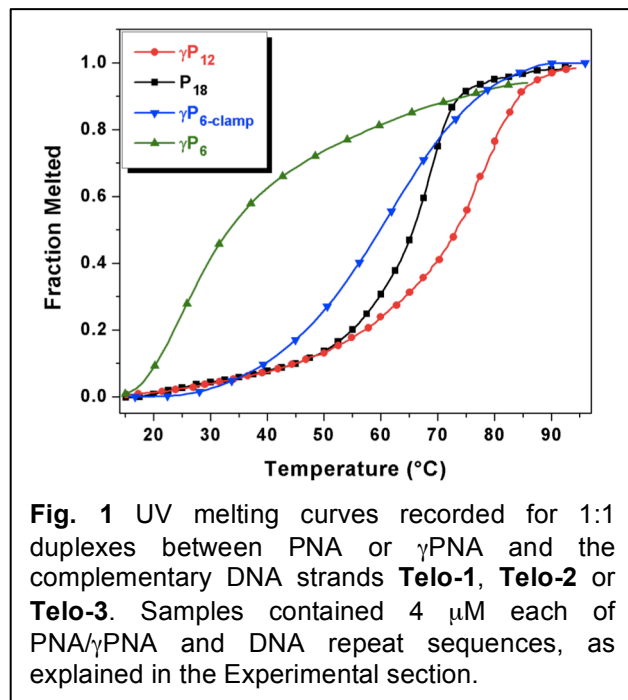 γP12
P18
γP6-clamp
γP6
1.0
0.8
0.6
0.4
0.2
0.0
Fraction Melted
20 30 40 50 60 70 80 90
Temperature (°C)
Fig. 1 UV melting curves recorded for 1:1
duplexes between PNA or γPNA and the
complementary DNA strands Telo-1, Telo-2 or
Telo-3. Samples contained 4 μM each of
PNA/γPNA and DNA repeat sequences, as
explained in the Experimental section.